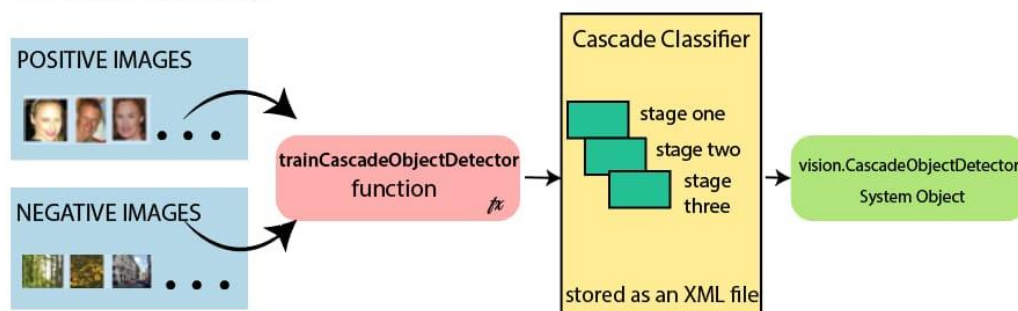 POSITIVE IMAGES
NEGATIVE IMAGES
trainCascadeObjectDetector
function
fx
Cascade Classifier
stage one
stage two
stage
three
stored as an XML file
vision.CascadeObjectDetector
System Object